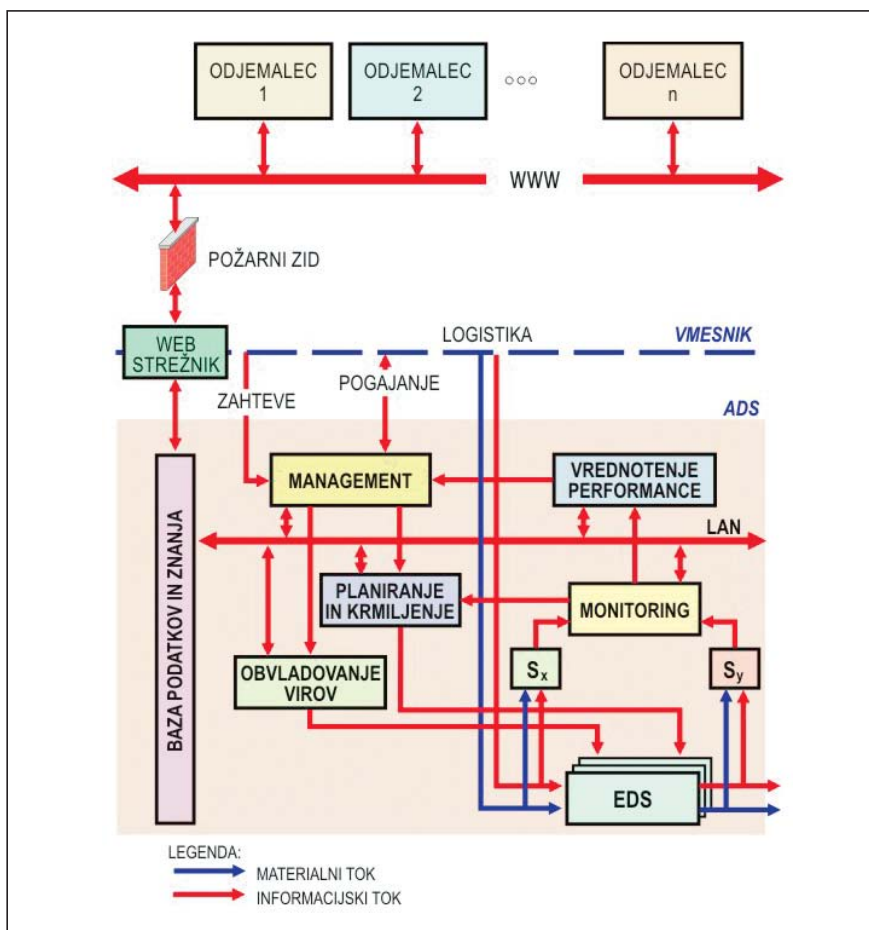 ODJEMALEC
1
ODJEMALEC
2
ODJEMALEC
n
WWW
POŽARNI ZID
WEB
STREŽNIK
LOGISTIKA
VMESNIK
ZAHTEVE
POGAJANJE
ADS
MANAGEMENT
VREDNOTENJE
PERFORMANCE
LAN
BAZA PODATKOV IN ZNANJA
PLANIRANJE
IN KRMILJENJE
MONITORING
OBVLADOVANJE
VIROV
Sx
Sy
EDS
LEGENDA:
MATERIALNI TOK
INFORMACIJSKI TOK